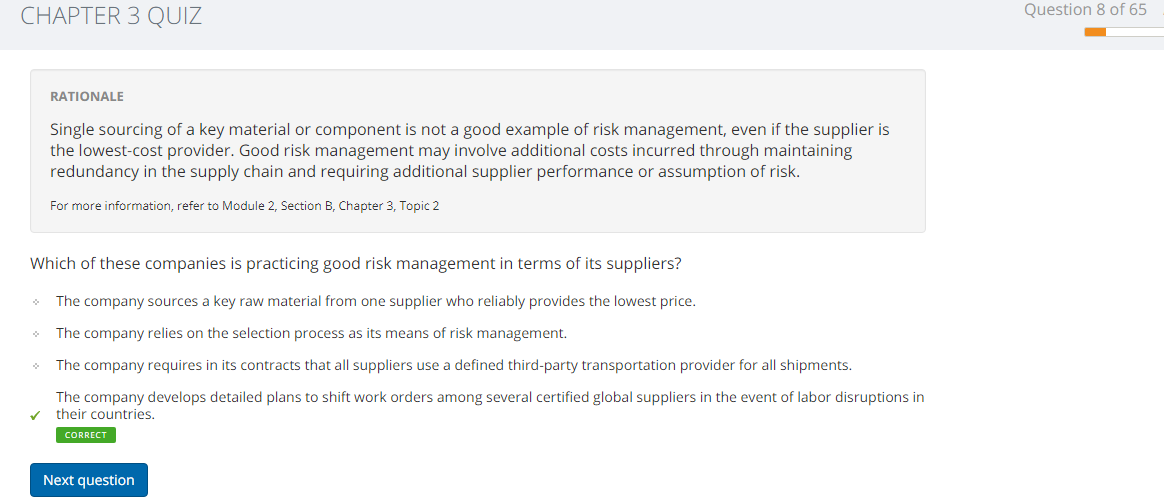 CHAPTER 3 QUIZ
Question 8 of 65
RATIONALE
Single sourcing of a key material or component is not a good example of risk management, even if the supplier is
the lowest-cost provider. Good risk management may involve additional costs incurred through maintaining
redundancy in the supply chain and requiring additional supplier performance or assumption of risk.
For more information, refer to Module 2, Section B, Chapter 3, Topic 2
Which of these companies is practicing good risk management in terms of its suppliers?
The company sources a key raw material from one supplier who reliably provides the lowest price.
The company relies on the selection process as its means of risk management.
The company requires in its contracts that all suppliers use a defined third-party transportation provider for all shipments.
The company develops detailed plans to shift work orders among several certified global suppliers in the event of labor disruptions in
their countries.
CORRECT
Next question